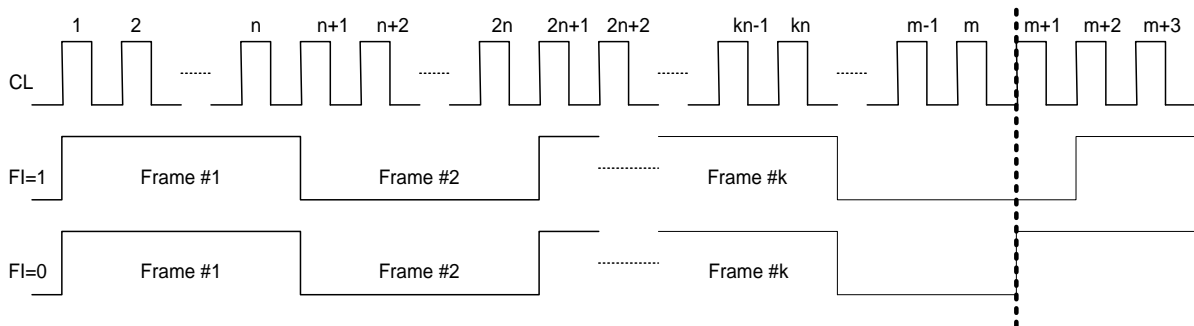 1 2 n n+1 n+2 2n 2n+1 2n+2 kn-1 kn m-1 m m+1 m+2 m+3
CL
FI=1 Frame #1 Frame #2 Frame #k
FI=0 Frame #1 Frame #2 Frame #k